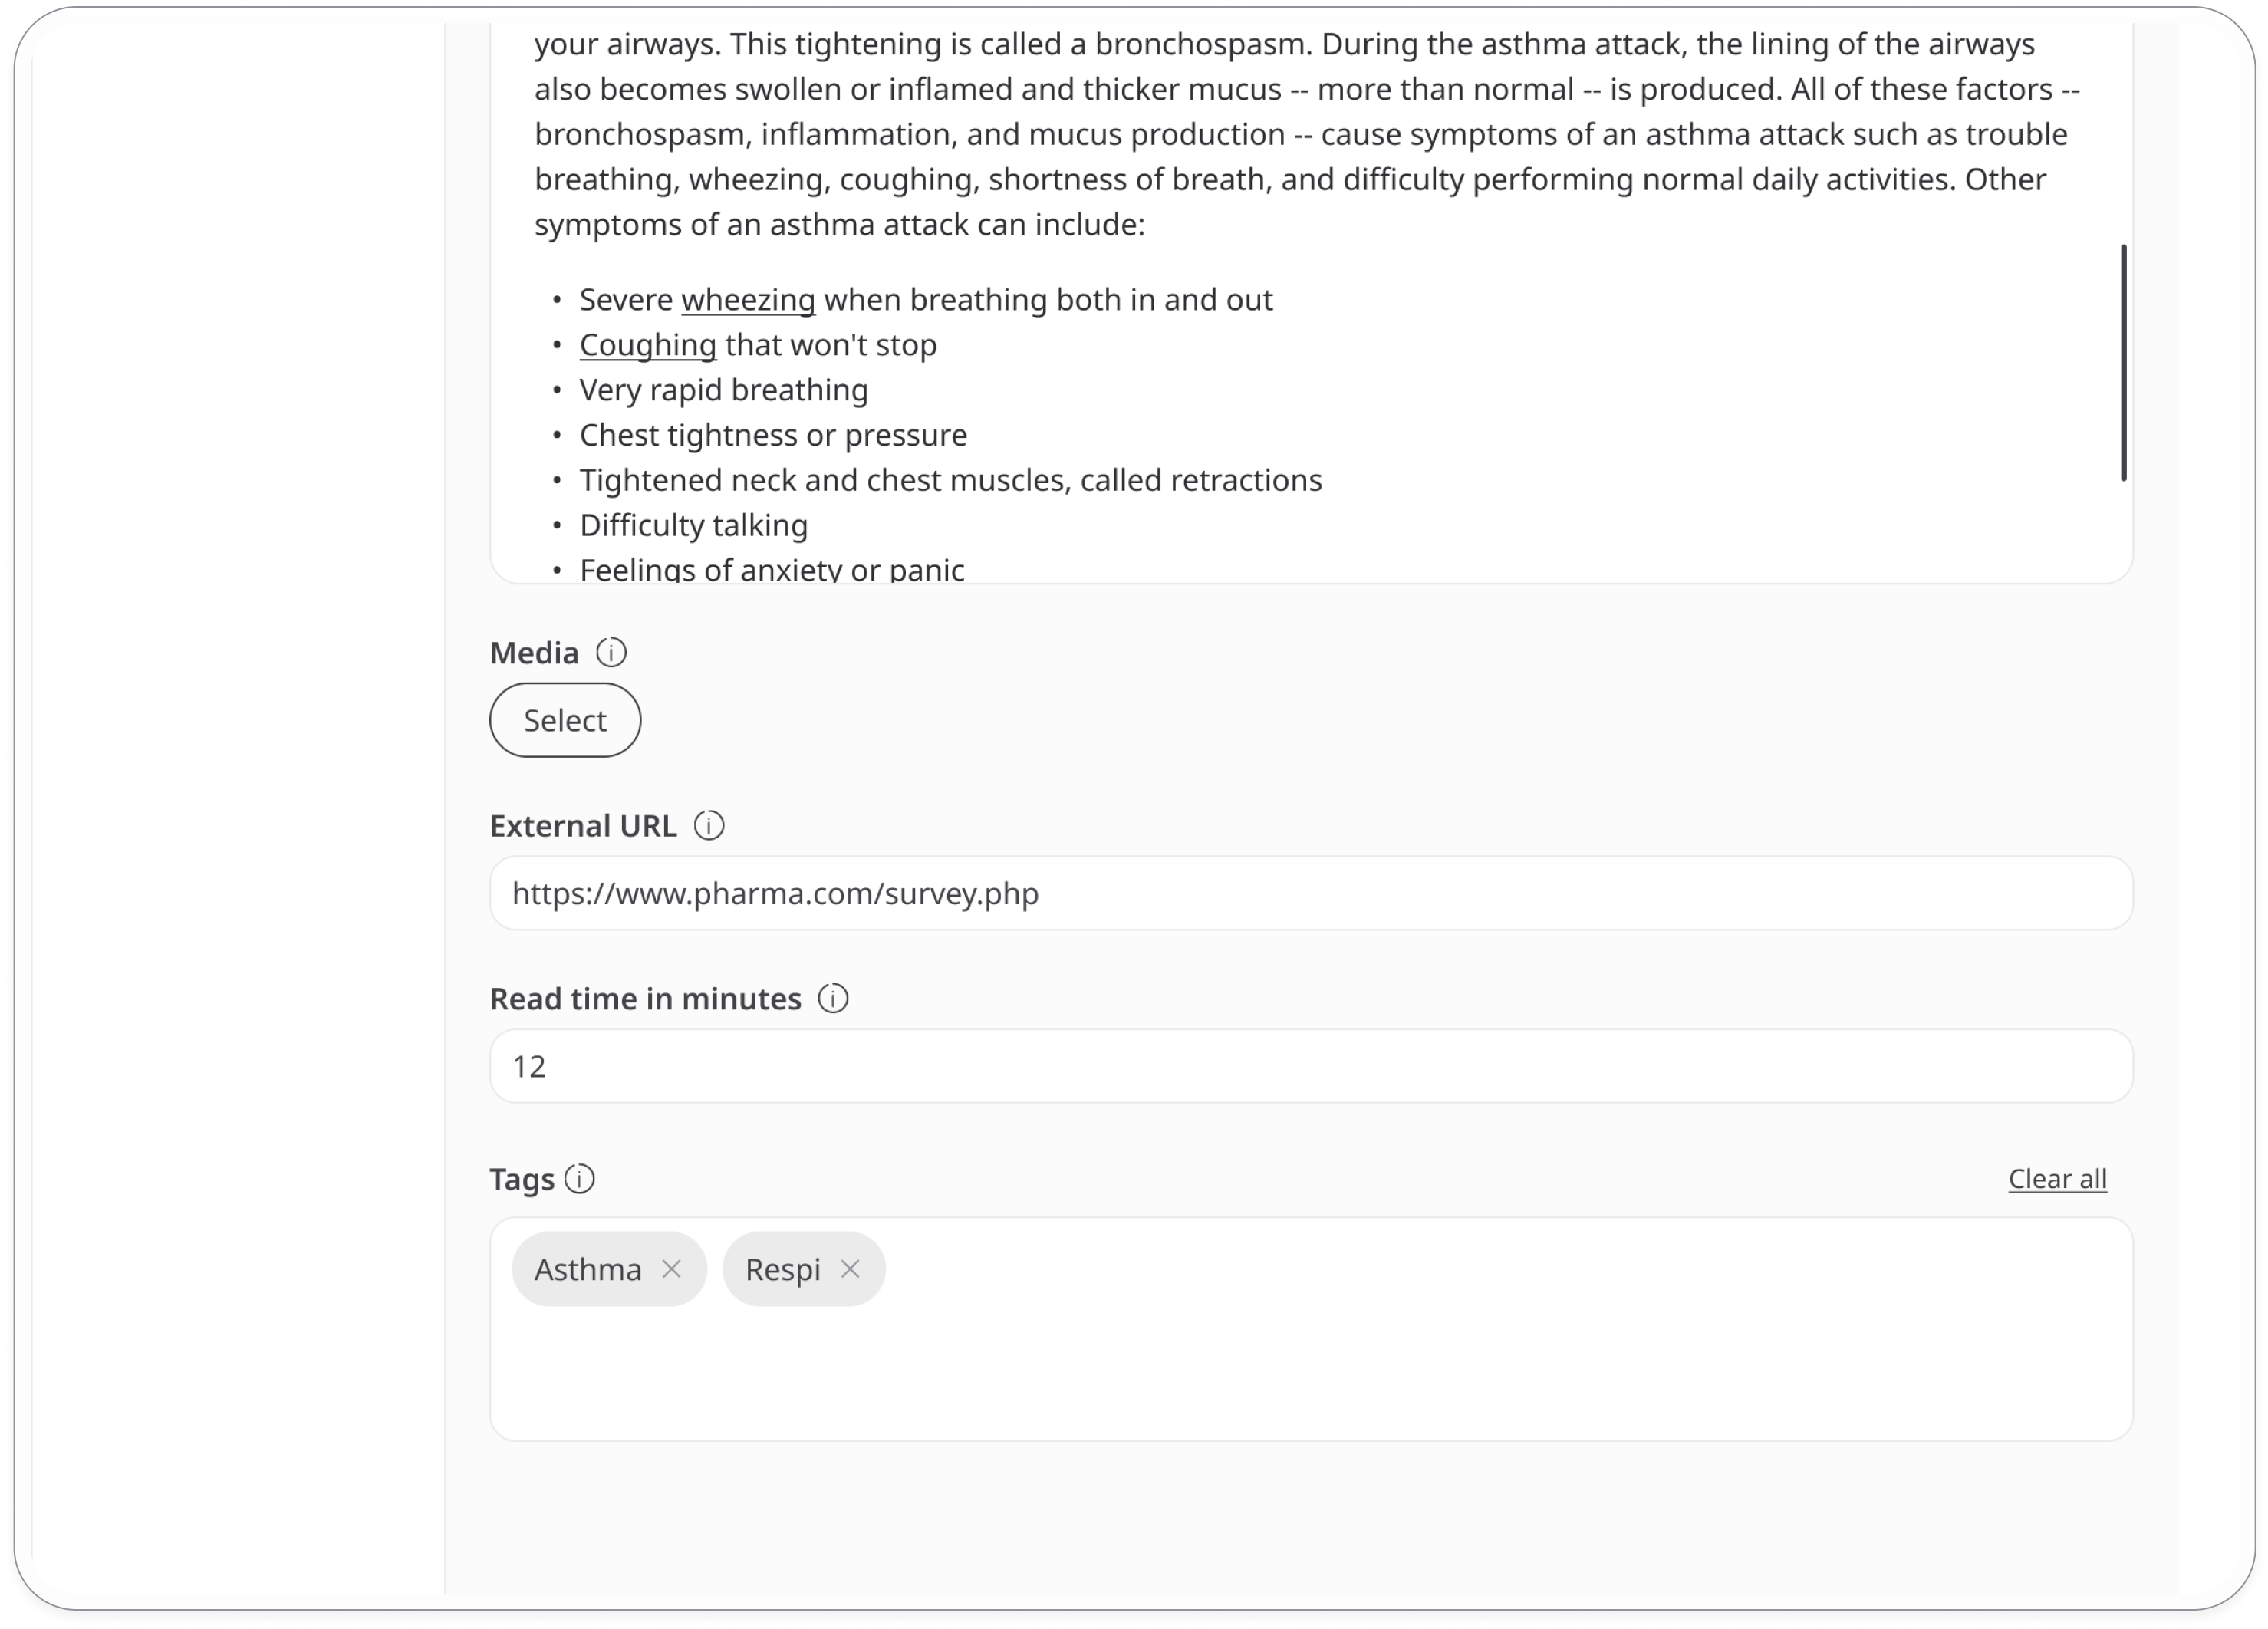 your airways. This tightening is called a bronchospasm. During the asthma attack, the lining of the airways
also becomes swollen or inflamed and thicker mucus -- more than normal -- is produced. All of these factors --
bronchospasm, inflammation, and mucus production -- cause symptoms of an asthma attack such as trouble
breathing, wheezing, coughing, shortness of breath, and difficulty performing normal daily activities. Other
symptoms of an asthma attack can include:
• Severe wheezing when breathing both in and out
• Coughing that won't stop
• Very rapid breathing
• Chest tightness or pressure
• Tightened neck and chest muscles, called retractions
• Difficulty talking
• Feelings of anxiety or panic
Media
Select
External URL
https://www.pharma.com/survey.php
Read time in minutes
12
Tags
Clear all
Asthma
Respi